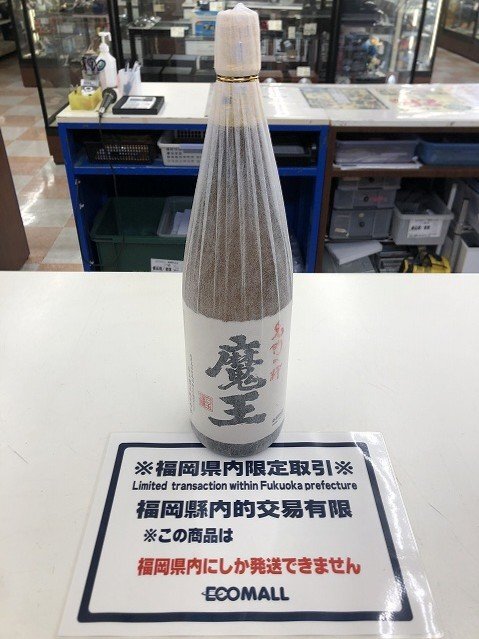 名門の粋
魔王
※福岡県内限定取引※
Limited transaction within Fukuoka prefecture
福岡縣内的交易有限
※この商品は
福岡県内にしか発送できません
ECOMALL